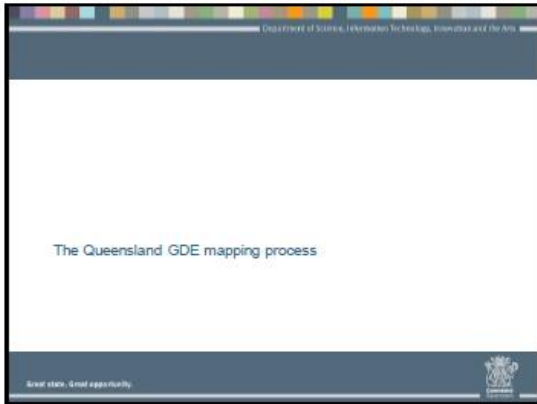 Department of Science, Information Technology, Innovation and the Arts
The Queensland GDE mapping process
Great state. Great opportunity.